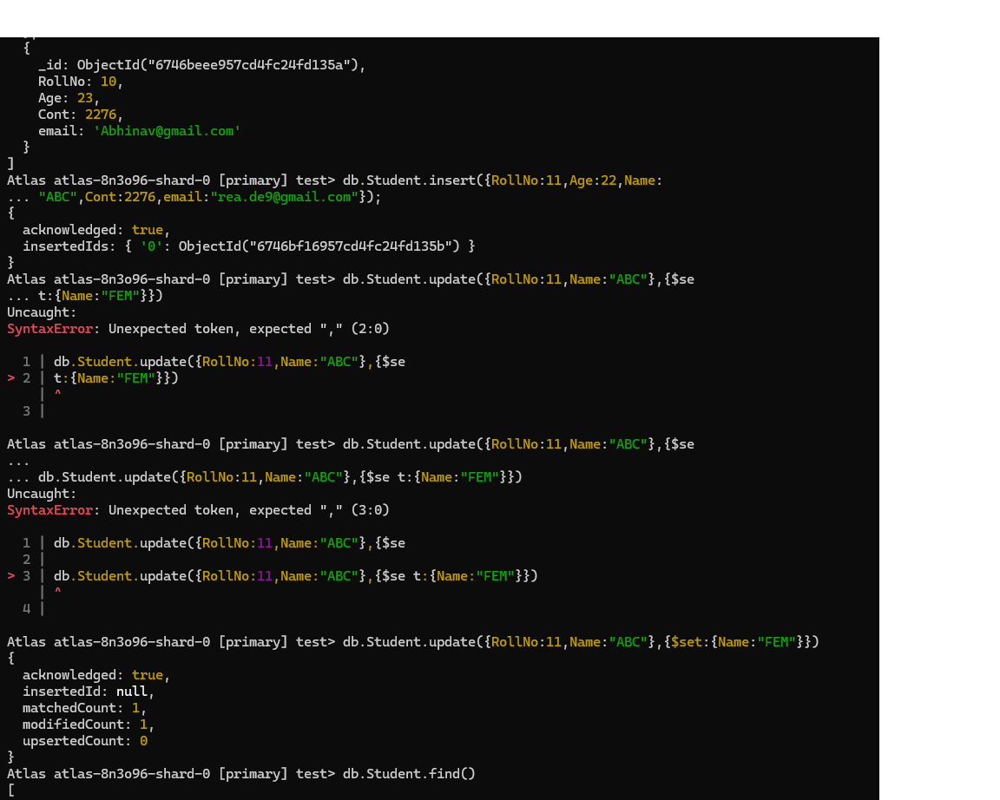 {
_id: ObjectId("6746beee957cd4fc24fd135a"),
RollNo: 10,
Age: 23,
Cont: 2276,
email: 'Abhinav@gmail.com'
}
]
Atlas atlas-8n3o96-shard-0 [primary] test> db.Student.insert({RollNo:11,Age:22,Name:
... "ABC",Cont:2276,email:"rea.de9@gmail.com"});
{
acknowledged: true,
insertedIds: { '0': ObjectId("6746bf16957cd4fc24fd135b") }
}
Atlas atlas-8n3o96-shard-0 [primary] test> db.Student.update({RollNo:11,Name:"ABC"},{$se
... t:{Name:"FEM"}})
Uncaught:
SyntaxError: Unexpected token, expected "," (2:0)
1 | db.Student.update({RollNo:11,Name:"ABC"},{$se
> 2 | t:{Name:"FEM"}})
| ^
3 |
Atlas atlas-8n3o96-shard-0 [primary] test> db.Student.update({RollNo:11,Name:"ABC"},{$se
...
... db.Student.update({RollNo:11,Name:"ABC"},{$se t:{Name:"FEM"}})
Uncaught:
SyntaxError: Unexpected token, expected "," (3:0)
1 | db.Student.update({RollNo:11,Name:"ABC"},{$se
2 |
> 3 | db.Student.update({RollNo:11,Name:"ABC"},{$se t:{Name:"FEM"}})
| ^
4 |
Atlas atlas-8n3o96-shard-0 [primary] test> db.Student.update({RollNo:11,Name:"ABC"},{$set:{Name:"FEM"}})
{
acknowledged: true,
insertedId: null,
matchedCount: 1,
modifiedCount: 1,
upsertedCount: 0
}
Atlas atlas-8n3o96-shard-0 [primary] test> db.Student.find()
[